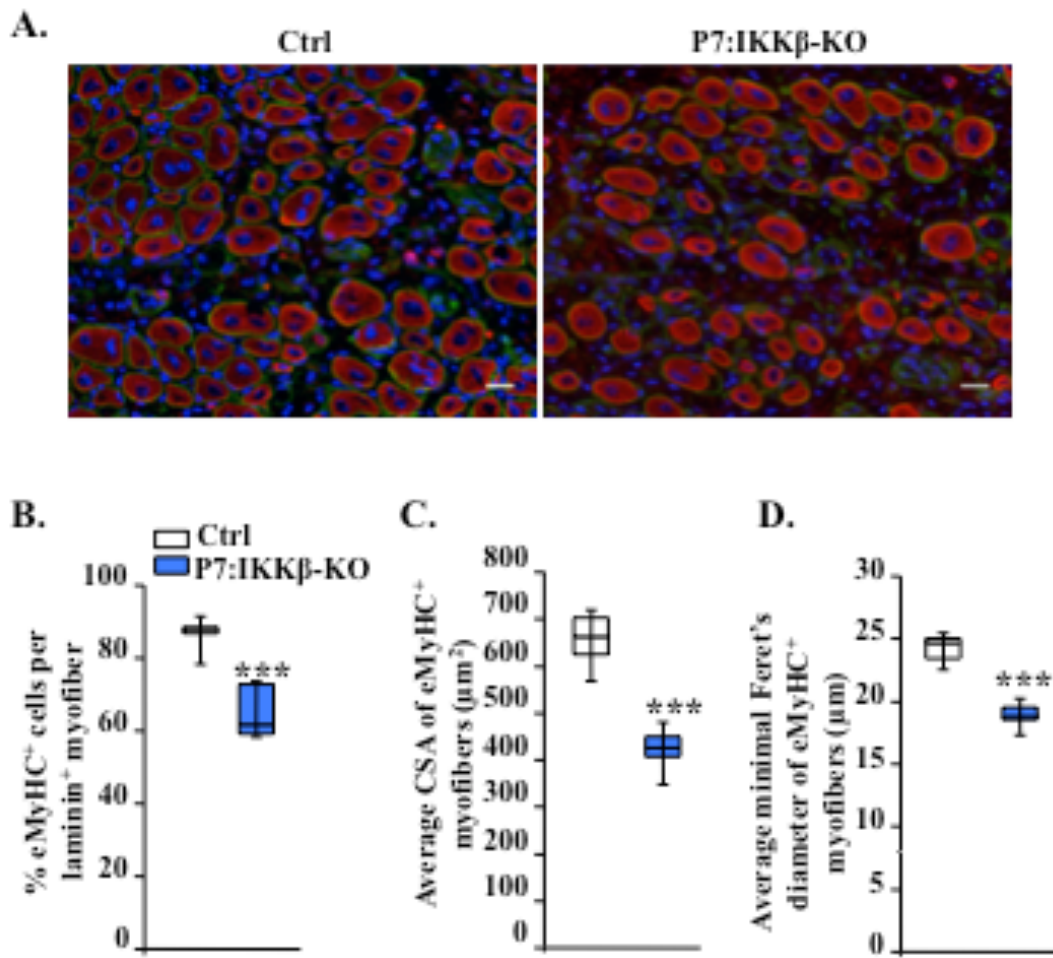 A.
Ctrl
P7:IKKβ-KO
B.
Ctrl
P7:IKKβ-KO
% eMyHC⁺ cells per
laminin⁺ myofiber
100
80
60
40
20
0
***
C.
Average CSA of eMyHC⁺
myofibers (µm²)
800
700
600
500
400
300
200
100
0
***
D.
Average minimal Feret's
diameter of eMyHC⁺
myofibers (µm)
30
25
20
15
10
5
0
***